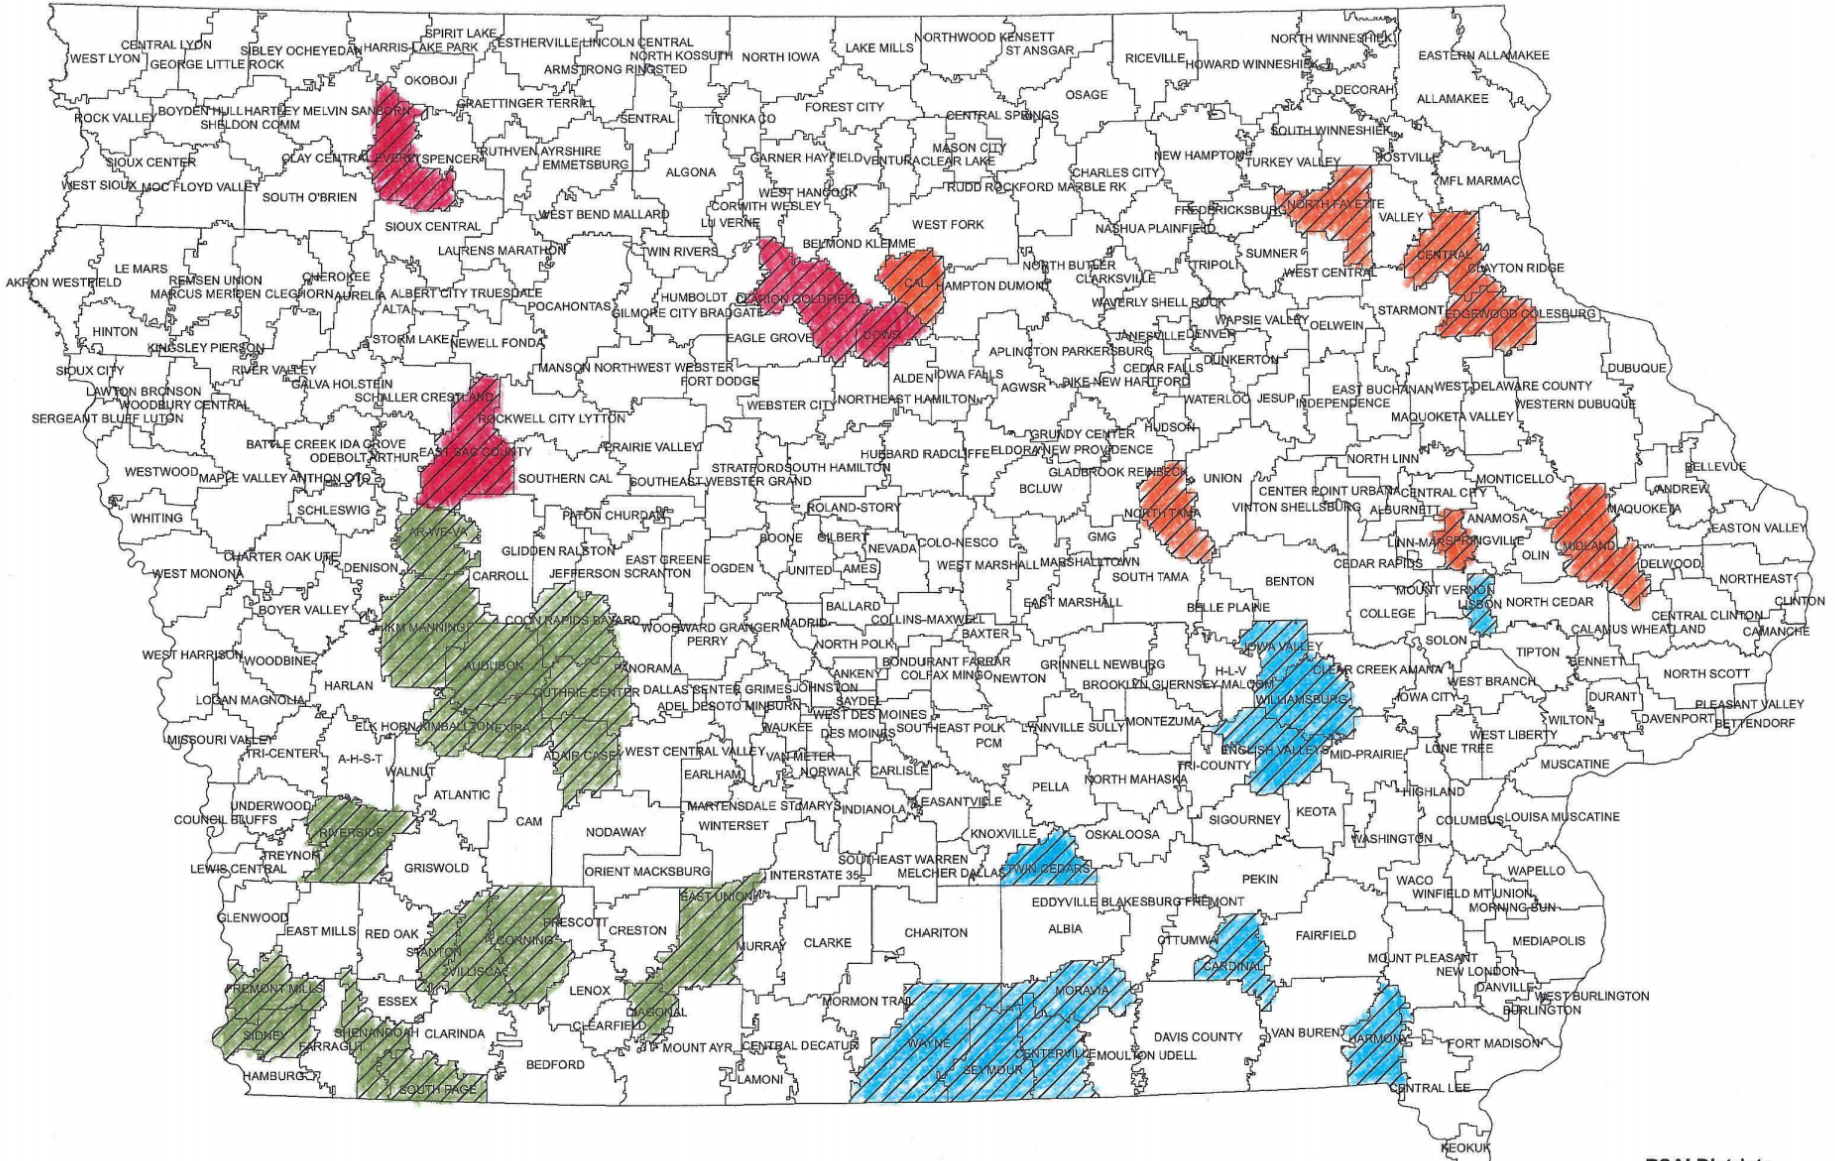 SPIRIT LAKE
CENTRAL LYON
SIBLEY OCHEYEDAN
HARRIS-LAKE PARK
ESTHERVILLE LINCOLN CENTRAL
LAKE MILLS
NORTHWOOD KENSETT
NORTH WINNESHIEK
WEST LYON
GEORGE LITTLE ROCK
NORTH KOSSUTH
NORTH IOWA
ST ANSGAR
RICEVILLE
HOWARD WINNESHIEK
EASTERN ALLAMAKEE
ARMSTRONG RINGSTED
OKOBOJI
DECORAH
ALLAMAKEE
GRAETTINGER TERRIL
OSAGE
ROCK VALLEY
BOYDEN HULL
HARTLEY MELVIN SANBORN
SHELDON COMM
SENTRAL
TITONKA CO
FOREST CITY
CENTRAL SPRINGS
SOUTH WINNESHIEK
SIOUX CENTER
CLAY CENTRAL EVERLY
SPENCER
RUTHVEN AYRSHIRE
EMMETSBURG
ALGONA
GARNER HAYFIELD
VENTURA
CLEAR LAKE
MASON CITY
NEW HAMPTON
TURKEY VALLEY
POSTVILLE
CHARLES CITY
MFL MARMAC
WEST SIOUX
MOC FLOYD VALLEY
SOUTH O'BRIEN
WEST HANCOCK
CORWITH WESLEY
RUDD ROCKFORD MARBLE RK
WEST BEND MALLARD
LU VERNE
WEST FORK
FREDERICKSBURG
NORTH FAYETTE
VALLEY
SIOUX CENTRAL
NASHUA PLAINFIELD
LAURENS MARATHON
TWIN RIVERS
BELMOND KLEMME
SUMNER
CENTRAL
CLAYTON RIDGE
LE MARS
AKRON WESTFIELD
REMSEN UNION
CHEROKEE
NORTH BUTLER
CLARKSVILLE
TRIPOLI
WEST CENTRAL
MARCUS MERIDEN CLEGHORN
AURELIA
ALBERT CITY TRUESDALE
ALTA
POCAHONTAS
HUMBOLDT
GILMORE CITY BRADGATE
CLARION GOLDFIELD
CAL
HAMPTON DUMONT
WAVERLY SHELL ROCK
WAPSIE VALLEY
STARMONT
EDGEWOOD COLESBURG
HINTON
KINGSLEY PIERSON
STORM LAKE
NEWELL FONDA
EAGLE GROVE
DOWS
JANESVILLE
DENVER
OELWEIN
APLINGTON PARKERSBURG
DUNKERTON
SIOUX CITY
RIVER VALLEY
MANSON NORTHWEST WEBSTER
FORT DODGE
ALDEN
IOWA FALLS
AGWSR
CEDAR FALLS
DIKE NEW HARTFORD
DUBUQUE
LAWTON BRONSON
WOODBURY CENTRAL
SERGEANT BLUFF LUTON
GALVA HOLSTEIN
SCHALLER CRESTLAND
ROCKWELL CITY LYTTON
WEBSTER CITY
NORTHEAST HAMILTON
WATERLOO
JESUP
INDEPENDENCE
EAST BUCHANAN
WEST DELAWARE COUNTY
WESTERN DUBUQUE
MAQUOKETA VALLEY
BATTLE CREEK IDA GROVE
ODEBOLT ARTHUR
EAST SAC COUNTY
PRAIRIE VALLEY
GRUNDY CENTER
HUDSON
HUBBARD RADCLIFFE
ELDORA NEW PROVIDENCE
NORTH LINN
WESTWOOD
MAPLE VALLEY ANTHON OTO
SOUTHERN CAL
STRATFORD
SOUTH HAMILTON
SOUTHEAST WEBSTER GRAND
GLADBROOK REINBECK
BCLUW
UNION
BELLEVUE
MONTICELLO
ANDREW
CENTER POINT URBANA
CENTRAL CITY
VINTON SHELLSBURG
ALBURNETT
ANAMOSA
MAQUOKETA
WHITING
SCHLESWIG
AR-WE-VA
PATON CHURDAN
ROLAND-STORY
NORTH TAMA
EASTON VALLEY
CHARTER OAK UTE
DENISON
GLIDDEN RALSTON
EAST GREENE
JEFFERSON SCRANTON
BOONE
GILBERT
NEVADA
COLO-NESCO
GMG
LINN-MAR
SPRINGVILLE
OLIN
MIDLAND
DELWOOD
WEST MONONA
CARROLL
OGDEN
UNITED
AMES
WEST MARSHALL
MARSHALLTOWN
SOUTH TAMA
CEDAR RAPIDS
BENTON
MOUNT VERNON
NORTHEAST
BOYER VALLEY
IKM MANNING
COON RAPIDS BAYARD
BALLARD
EAST MARSHALL
BELLE PLAINE
COLLEGE
LISBON
NORTH CEDAR
CLINTON
CENTRAL CLINTON
CALAMUS WHEATLAND
CAMANCHE
WOODWARD GRANGER
PERRY
MADRID
COLLINS-MAXWELL
BAXTER
NORTH POLK
IOWA VALLEY
SOLON
TIPTON
WEST HARRISON
WOODBINE
AUDUBON
PANORAMA
BONDURANT FARRAR
COLFAX MINGO
ANKENY
NEWTON
GRINNELL NEWBURG
H-L-V
CLEAR CREEK AMANA
BENNETT
NORTH SCOTT
LOGAN MAGNOLIA
HARLAN
GUTHRIE CENTER
DALLAS CENTER GRIMES
JOHNSTON
SAYDEL
BROOKLYN GUERNSEY MALCOM
WILLIAMSBURG
WEST BRANCH
IOWA CITY
DURANT
PLEASANT VALLEY
ADEL DESOTO MINBURN
WAUKEE
WEST DES MOINES
DES MOINES
SOUTHEAST POLK
PCM
LYNNVILLE SULLY
MONTEZUMA
WILTON
DAVENPORT
BETTENDORF
WEST LIBERTY
MISSOURI VALLEY
TRI-CENTER
ELK HORN KIMBALLTON
EXIRA
ADAIR CASEY
WEST CENTRAL VALLEY
VAN METER
ENGLISH VALLEYS
MID-PRAIRIE
LONE TREE
MUSCATINE
A-H-S-T
WALNUT
EARLHAM
NORWALK
CARLISLE
TRI-COUNTY
NORTH MAHASKA
PELLA
HIGHLAND
ATLANTIC
UNDERWOOD
COUNCIL BLUFFS
MARTENSDALE ST MARYS
WINTERSET
INDIANOLA
PLEASANTVILLE
KEOTA
SIGOURNEY
COLUMBUS
LOUISA MUSCATINE
CAM
NODAWAY
RIVERSIDE
KNOXVILLE
OSKALOOSA
WASHINGTON
TREYNOR
LEWIS CENTRAL
GRISWOLD
ORIENT MACKSBURG
INTERSTATE 35
SOUTHEAST WARREN
MELCHER DALLAS
TWIN CEDARS
PEKIN
WACO
WAPELLO
WINFIELD MT UNION
MORNING SUN
EAST UNION
EDDYVILLE BLAKESBURG FREMONT
GLENWOOD
EAST MILLS
RED OAK
STANTON
CORNING
PRESCOTT
CRESTON
MURRAY
CLARKE
CHARITON
ALBIA
OTTUMWA
FAIRFIELD
MEDIAPOLIS
VILLISCA
CARDINAL
MOUNT PLEASANT
NEW LONDON
DANVILLE
WEST BURLINGTON
BURLINGTON
FREMONT MILLS
ESSEX
LENOX
DIAGONAL
MORMON TRAIL
MORAVIA
SIDNEY
FARRAGUT
SHENANDOAH
CLARINDA
CLEARFIELD
MOUNT AYR
CENTRAL DECATUR
WAYNE
CENTERVILLE
MOULTON UDELL
DAVIS COUNTY
VAN BUREN
HARMONY
FORT MADISON
HAMBURG
SOUTH PAGE
BEDFORD
LAMONI
SEYMOUR
CENTRAL LEE
KEOKUK